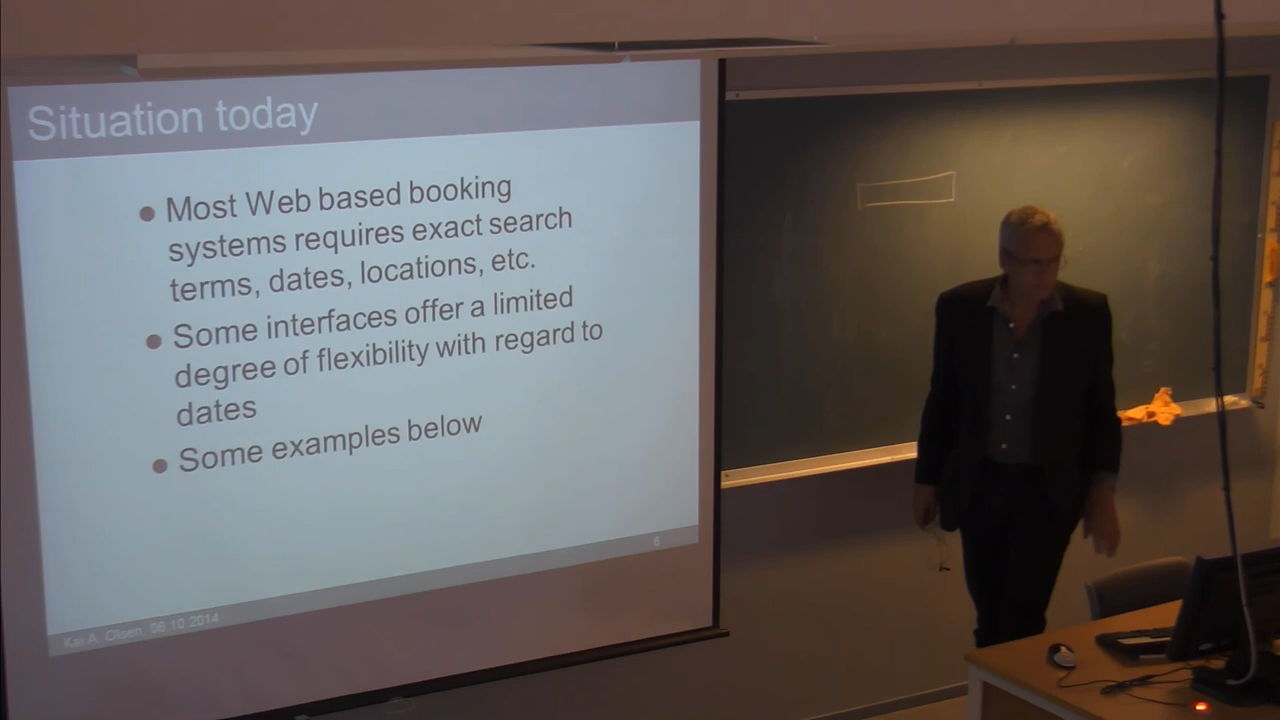 Situation today
Most Web based booking
systems requires exact search
terms, dates, locations, etc.
Some interfaces offer a limited
degree of flexibility with regard to
dates
Some examples below
6
Kai A. Olsen, 06.10.2014